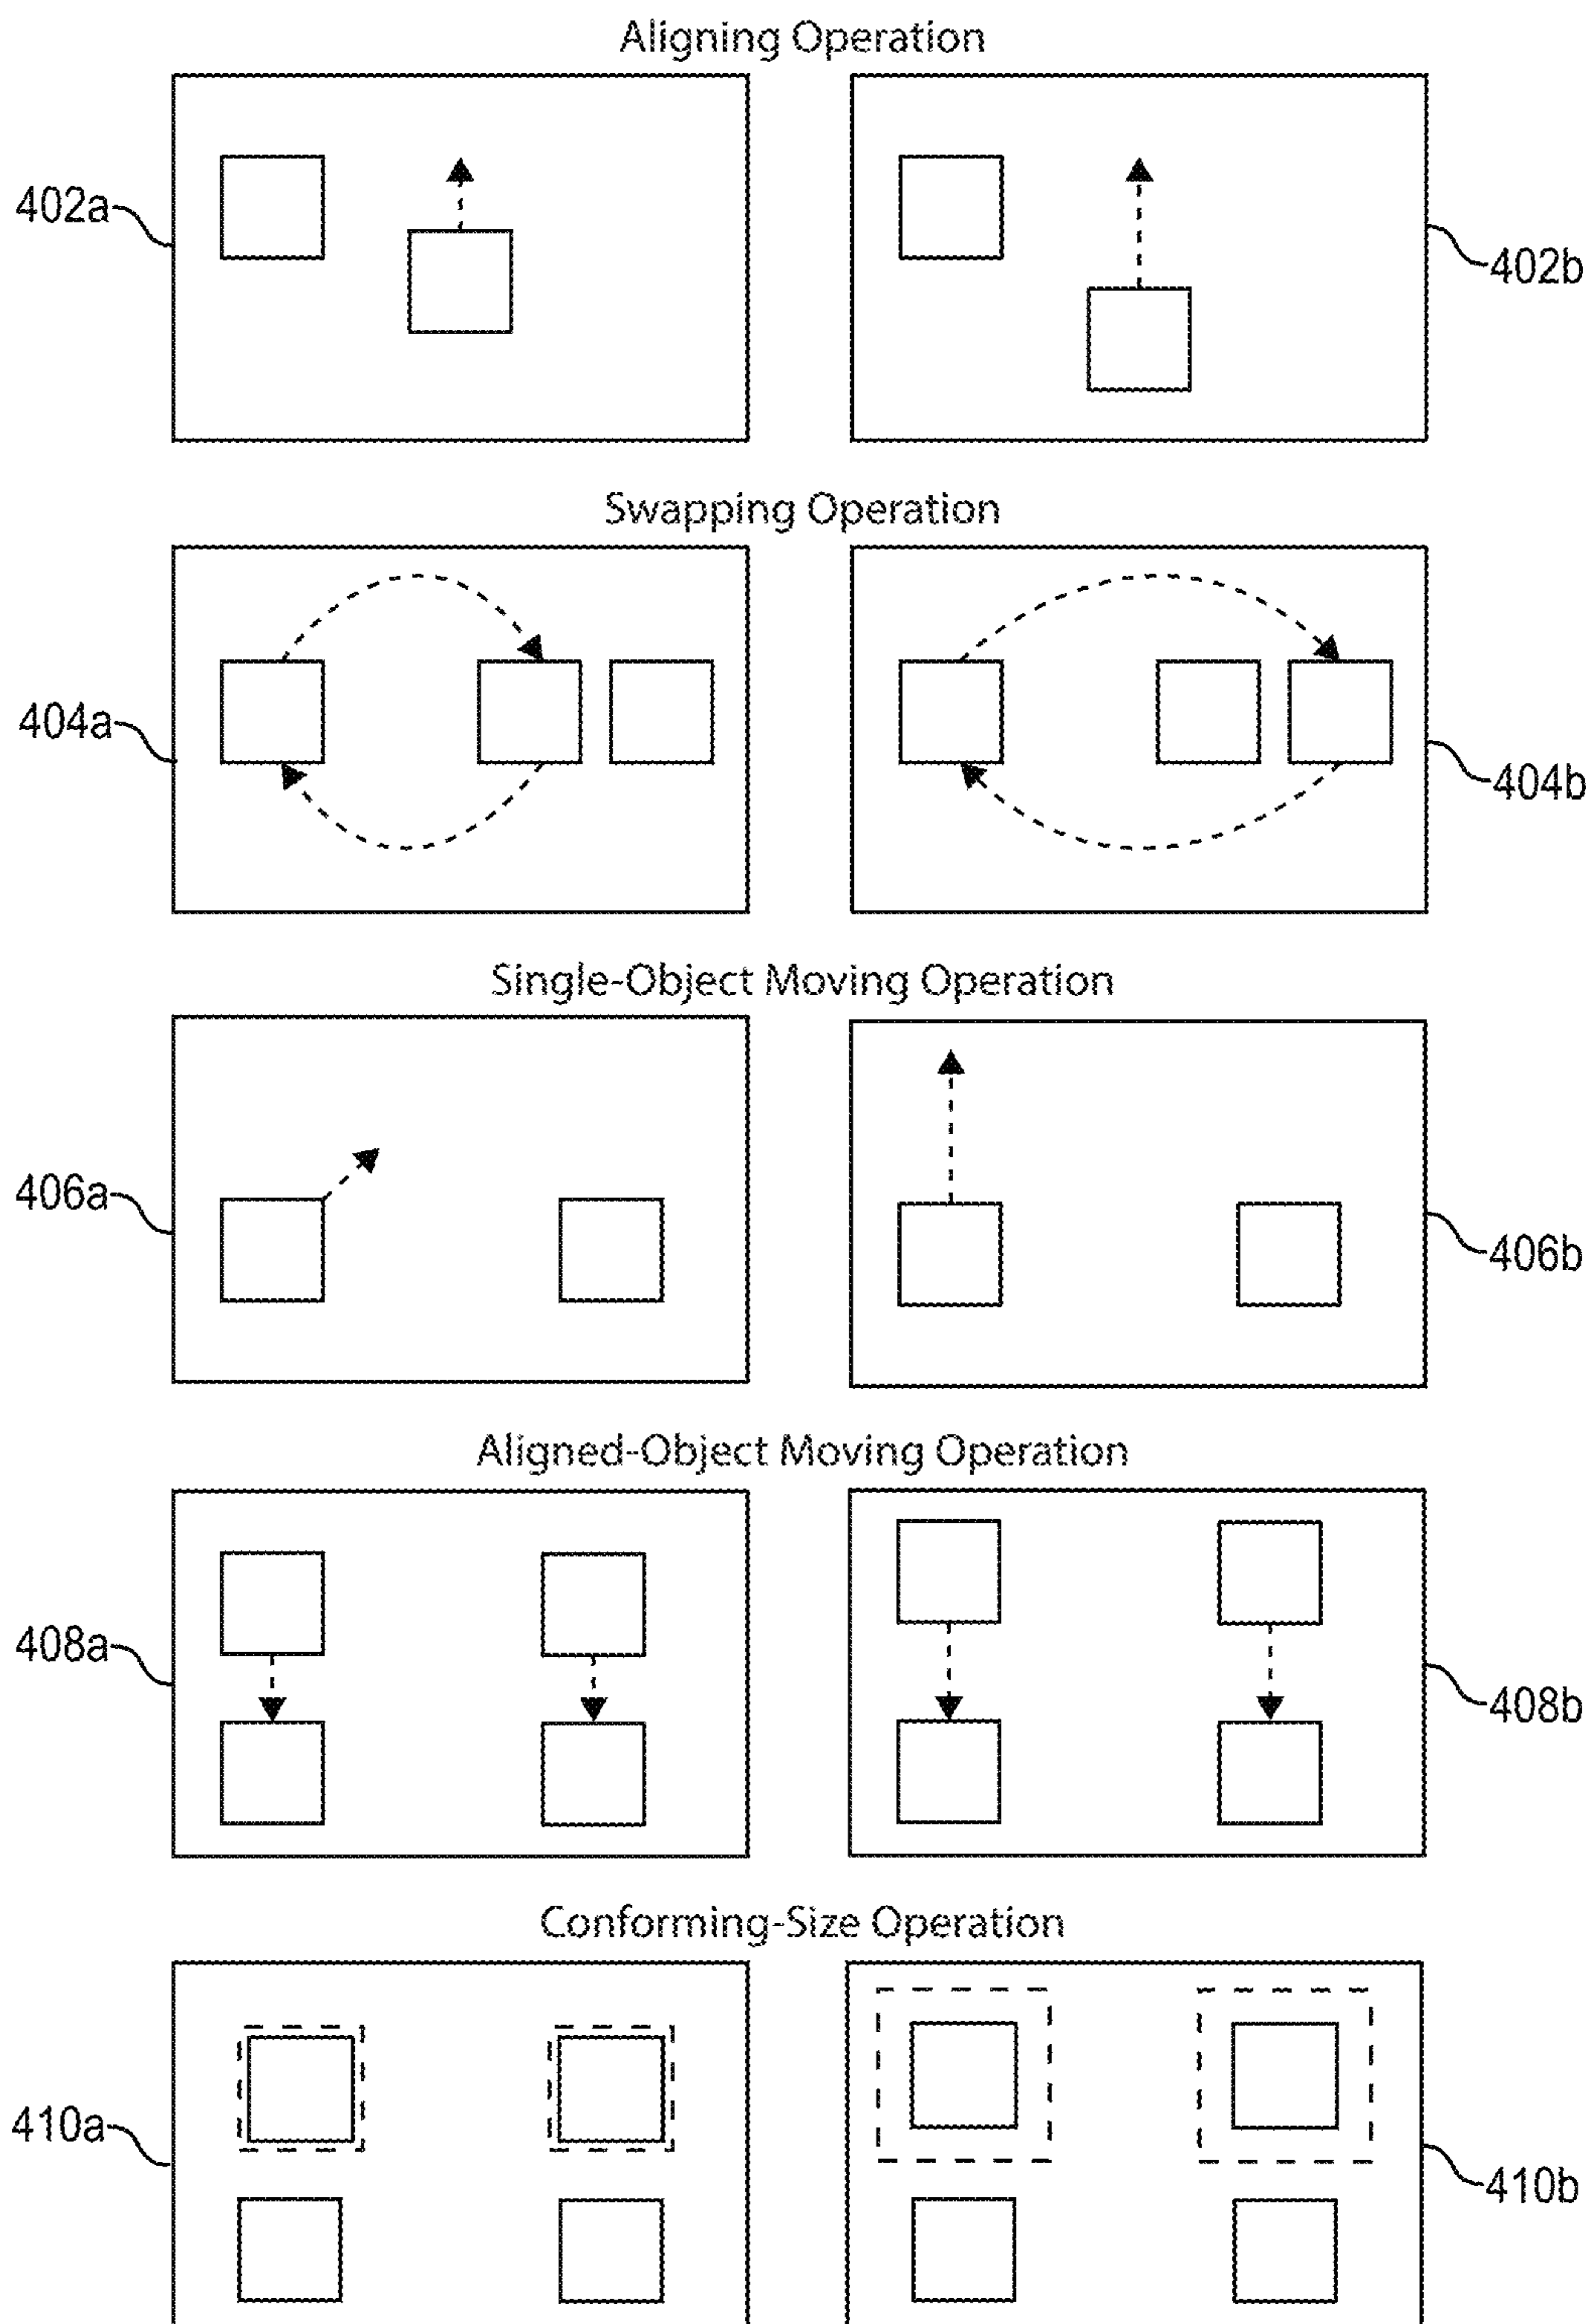 Aligning Operation
402a
402b
Swapping Operation
404a
404b
Single-Object Moving Operation
406a
406b
Aligned-Object Moving Operation
408a
408b
Conforming-Size Operation
410a
410b